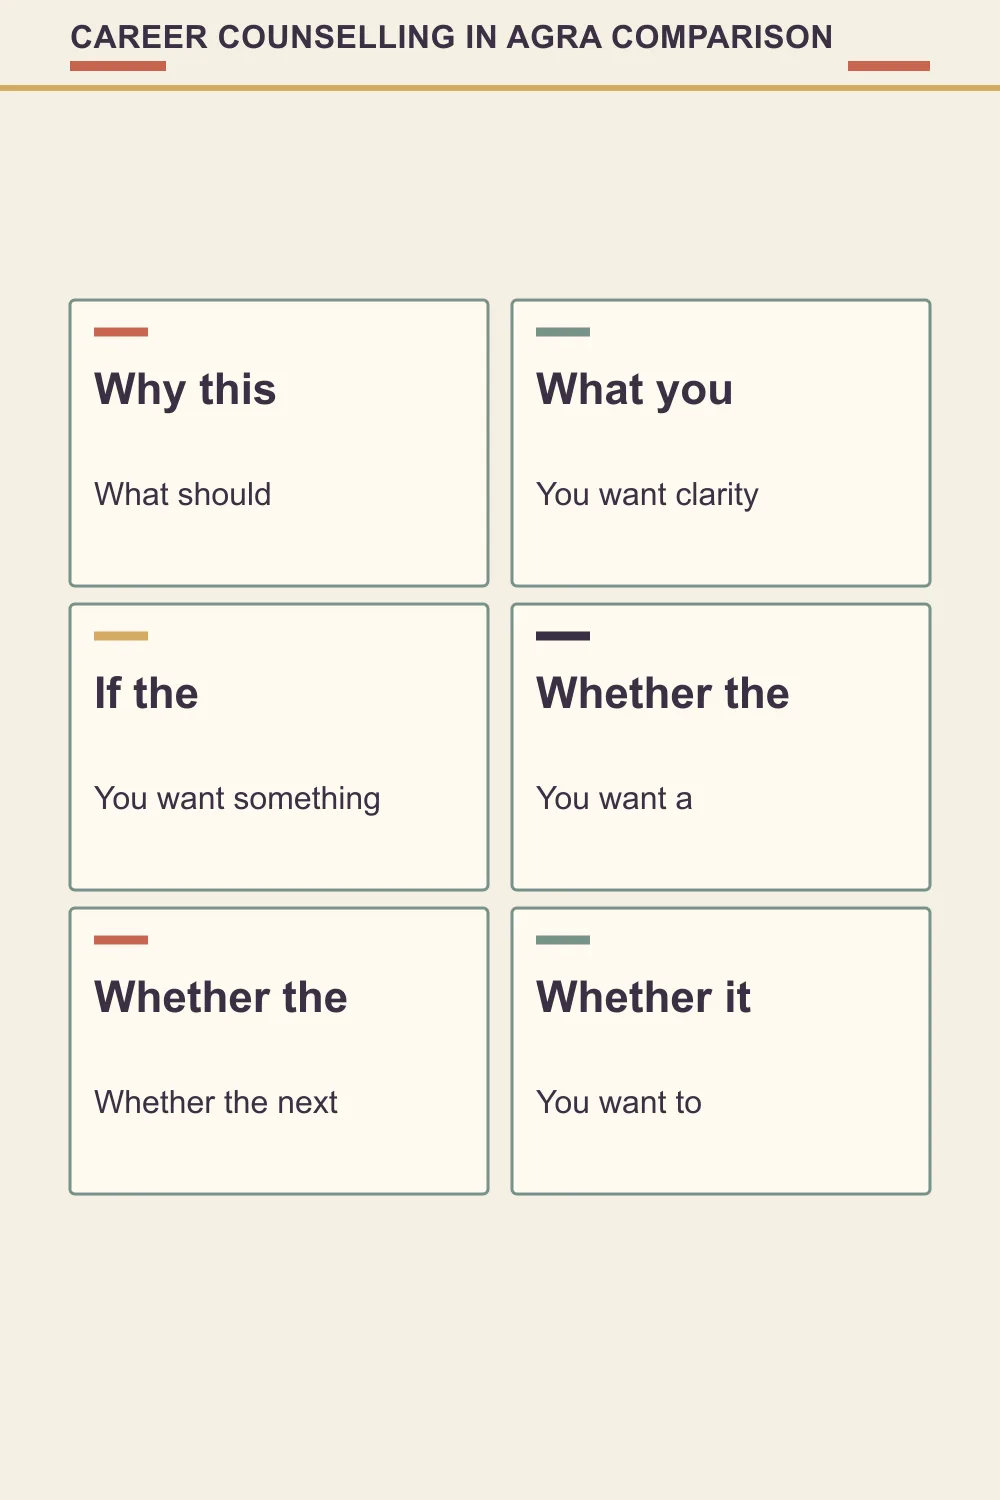 CAREER COUNSELLING IN AGRA COMPARISON
Why this
What should
What you
You want clarity
If the
You want something
Whether the
You want a
Whether the
Whether the next
Whether it
You want to